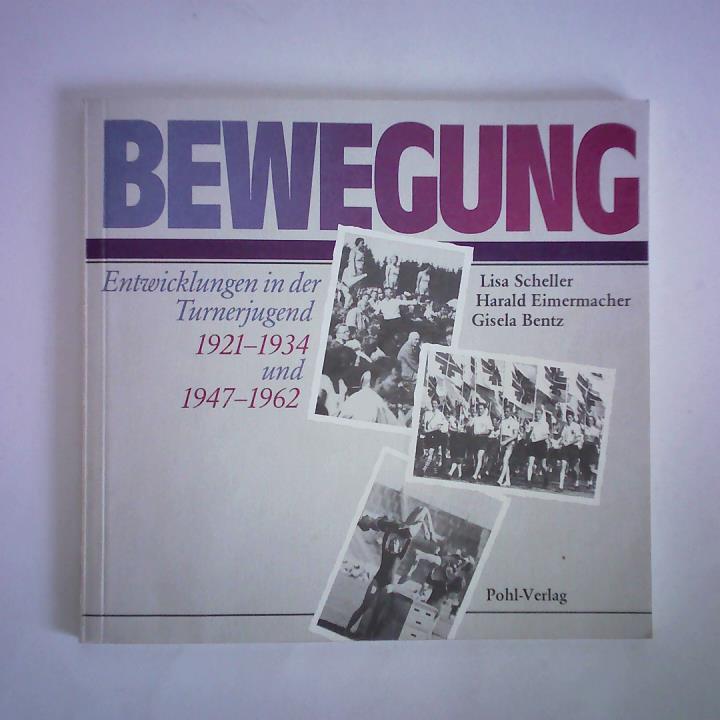 BEWEGUNG
Entwicklungen in der
Turnerjugend
1921–1934
und
1947–1962
Lisa Scheller
Harald Eimermacher
Gisela Bentz
Pohl-Verlag